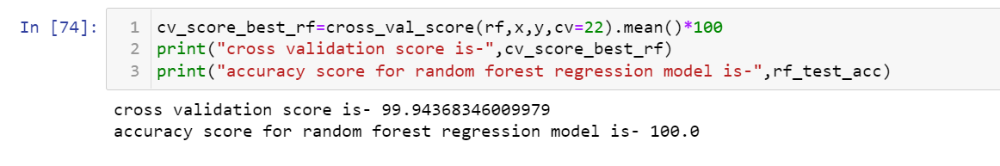 In [74]: 1 cv_score_best_rf=cross_val_score(rf,x,y,cv=22).mean()*100
2 print("cross validation score is-",cv_score_best_rf)
3 print("accuracy score for random forest regression model is-",rf_test_acc)
cross validation score is- 99.94368346009979
accuracy score for random forest regression model is- 100.0